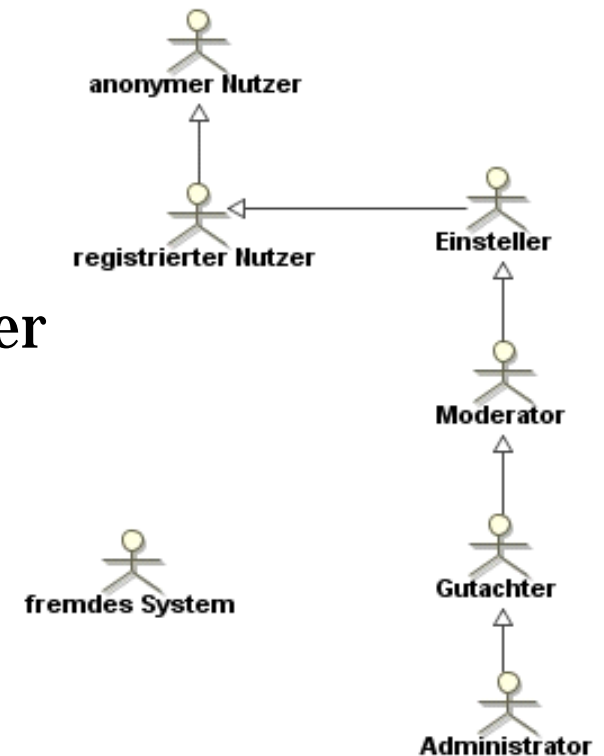 anonymer Nutzer
registrierter Nutzer
Einsteller
er
Moderator
fremdes System
Gutachter
Administrator